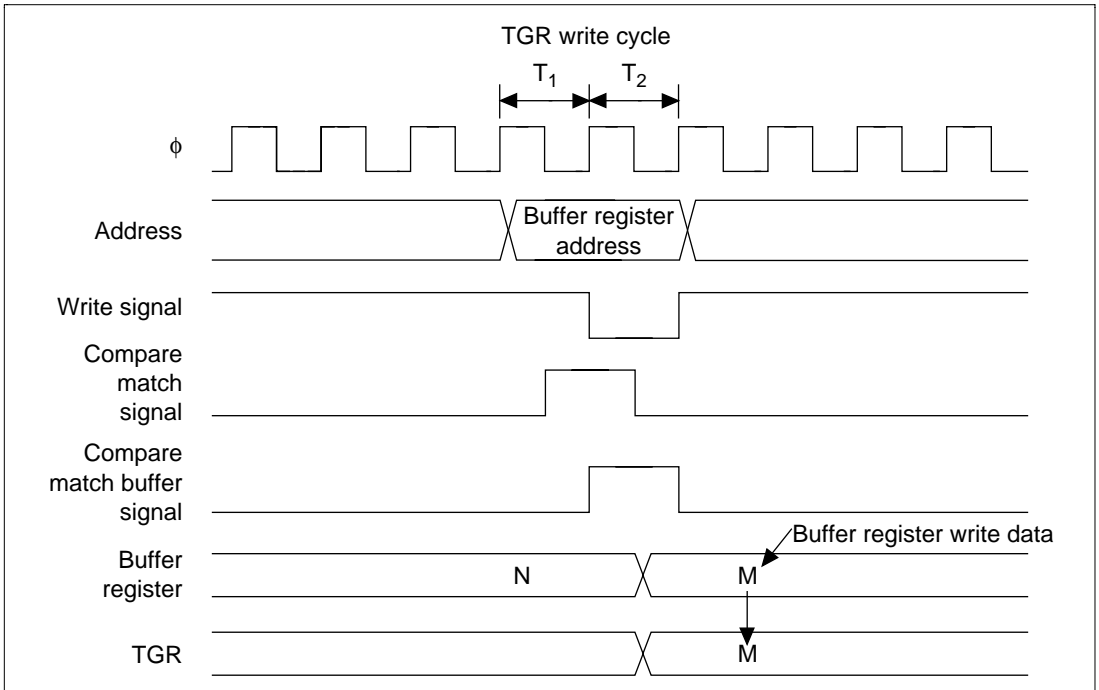 TGR write cycle
T1 T2
ϕ
Address
Buffer register
address
Write signal
Compare
match
signal
Compare
match buffer
signal
Buffer register write data
Buffer
register
N M
TGR
M